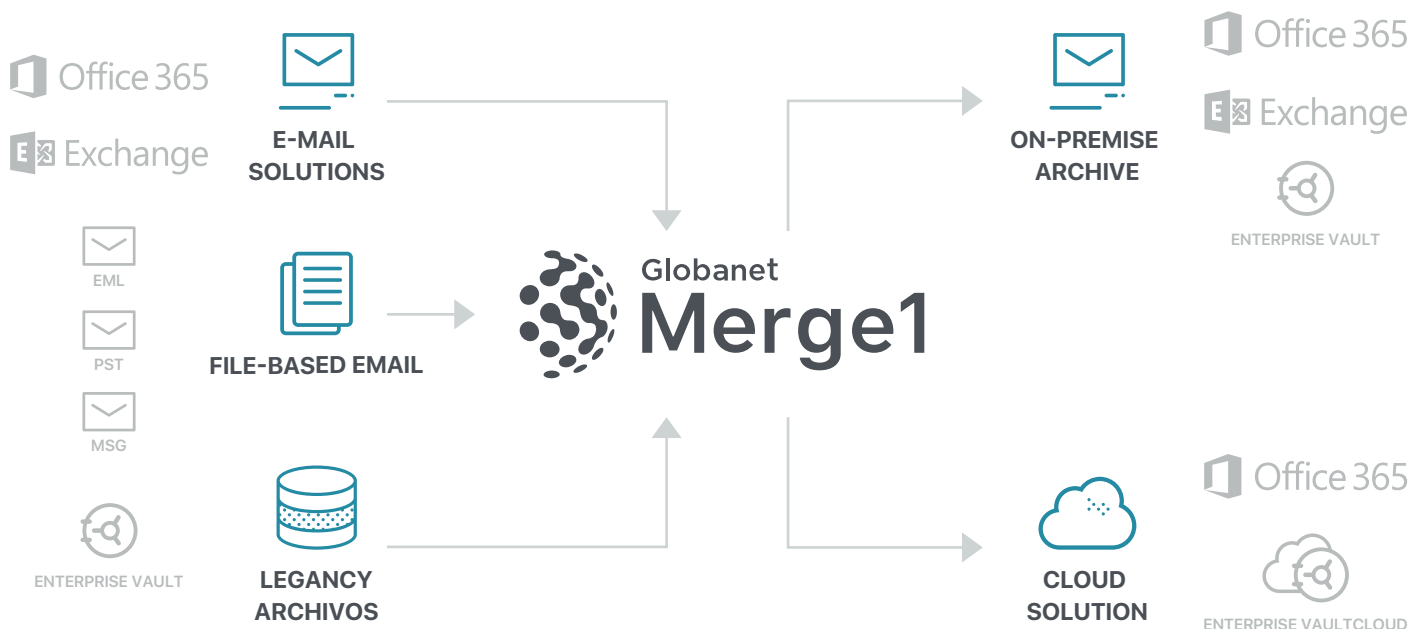 Office 365
E Exchange
EML
PST
MSG
ENTERPRISE VAULT
E-MAIL
SOLUTIONS
FILE-BASED EMAIL
LEGANCY
ARCHIVOS
Globanet
Merge1
ON-PREMISE
ARCHIVE
Office 365
E Exchange
ENTERPRISE VAULT
CLOUD
SOLUTION
Office 365
ENTERPRISE VAULTCLOUD